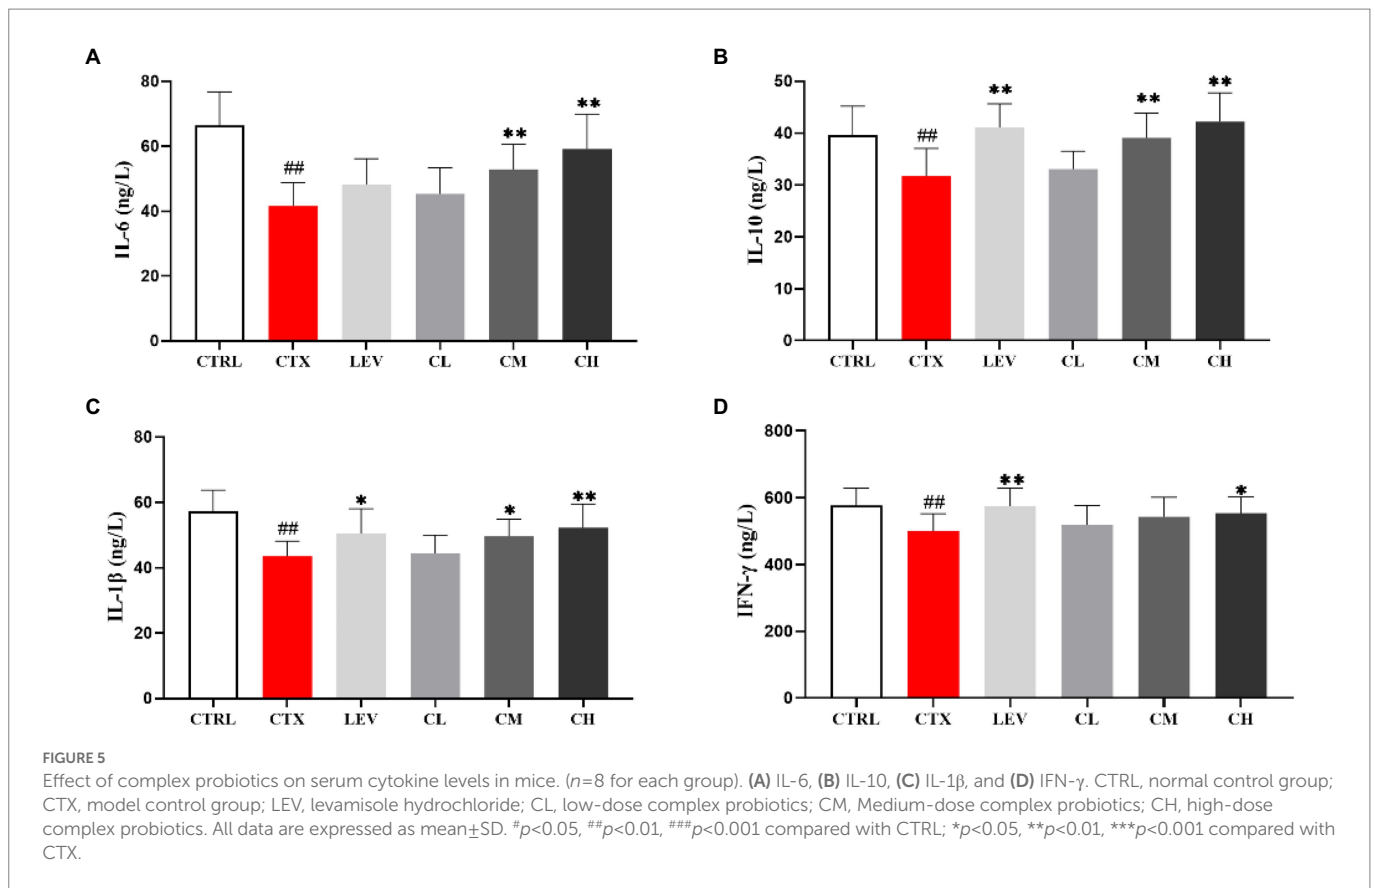 A
IL-6 (ng/L)
80
60
40
20
0
##
**
**
CTRL CTX LEV CL CM CH
B
IL-10 (ng/L)
50
40
30
20
10
0
##
**
**
**
CTRL CTX LEV CL CM CH
C
IL-1β (ng/L)
80
60
40
20
0
##
*
*
**
CTRL CTX LEV CL CM CH
D
IFN-γ (ng/L)
800
600
400
200
0
##
**
*
CTRL CTX LEV CL CM CH
FIGURE 5
Effect of complex probiotics on serum cytokine levels in mice. (n=8 for each group). (A) IL-6, (B) IL-10, (C) IL-1β, and (D) IFN-γ. CTRL, normal control group;
CTX, model control group; LEV, levamisole hydrochloride; CL, low-dose complex probiotics; CM, Medium-dose complex probiotics; CH, high-dose
complex probiotics. All data are expressed as mean±SD. #p<0.05, ##p<0.01, ###p<0.001 compared with CTRL; *p<0.05, **p<0.01, ***p<0.001 compared with
CTX.